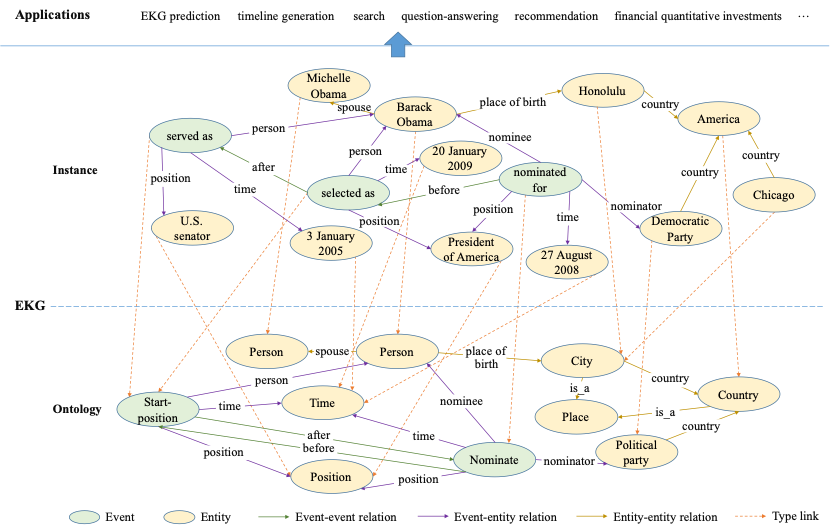 Applications EKG prediction timeline generation search question-answering recommendation financial quantitative investments ...
Michelle
Obama
spouse
Barack
Obama
place of birth
Honolulu
country
America
served as
person
nominee
20 January
2009
person
time
after
selected as
before
nominated
for
country
country
Chicago
Instance
position
time
position
position
time
nominator
U.S.
senator
3 January
2005
President
of America
27 August
2008
Democratic
Party
EKG
Person
spouse
Person
place of
birth
City
country
Country
person
is_a
Ontology
Start-
position
time
Time
nominee
Place
is_a
country
after
before
time
position
Position
position
Nominate
nominator
Political
party
Event
Entity
Event-event relation
Event-entity relation
Entity-entity relation
Type link